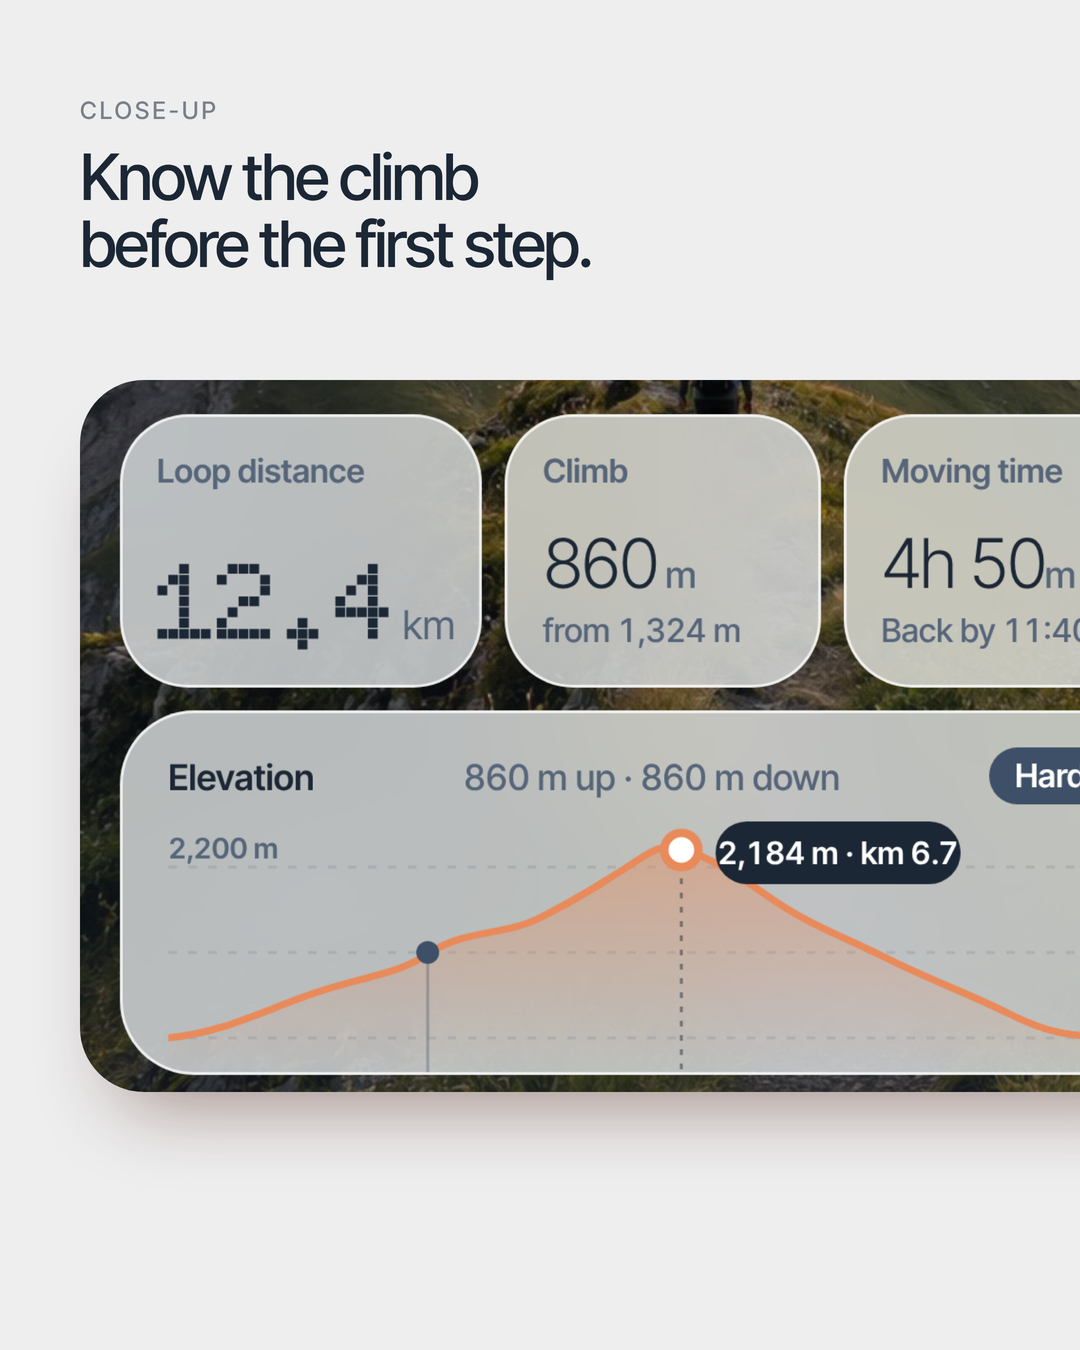 CLOSE-UP
Know the climb
before the first step.
Loop distance
12.4 km
Climb
860 m
from 1,324 m
Moving time
4h 50m
Back by 11:40
Elevation
860 m up · 860 m down
Hard
2,200 m
2,184 m · km 6.7